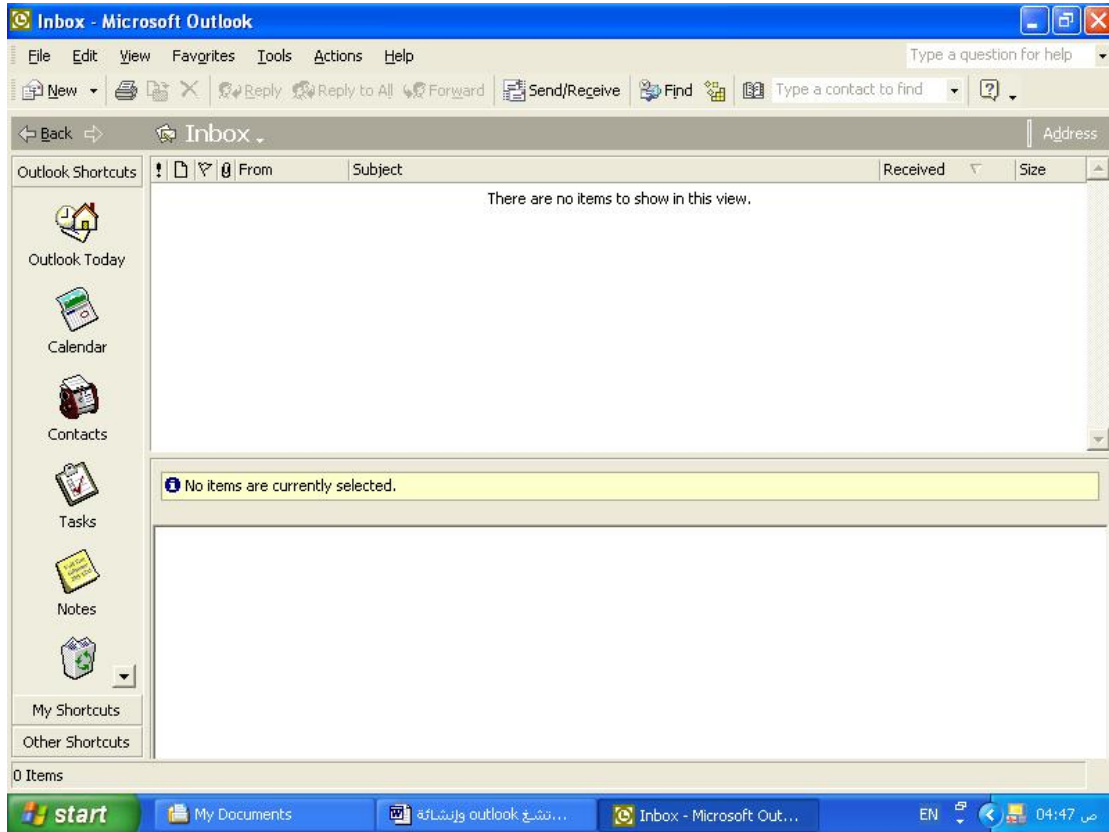 Inbox - Microsoft Outlook
File Edit View Favorites Tools Actions Help Type a question for help
New Reply Reply to All Forward Send/Receive Find Type a contact to find
Back Inbox Address
Outlook Shortcuts ! From Subject Received Size
There are no items to show in this view.
Outlook Today
Calendar
Contacts
No items are currently selected.
Tasks
Notes
My Shortcuts
Other Shortcuts
0 Items
start My Documents تشغ outlook وإنشائة... Inbox - Microsoft Out... EN 04:47 ص